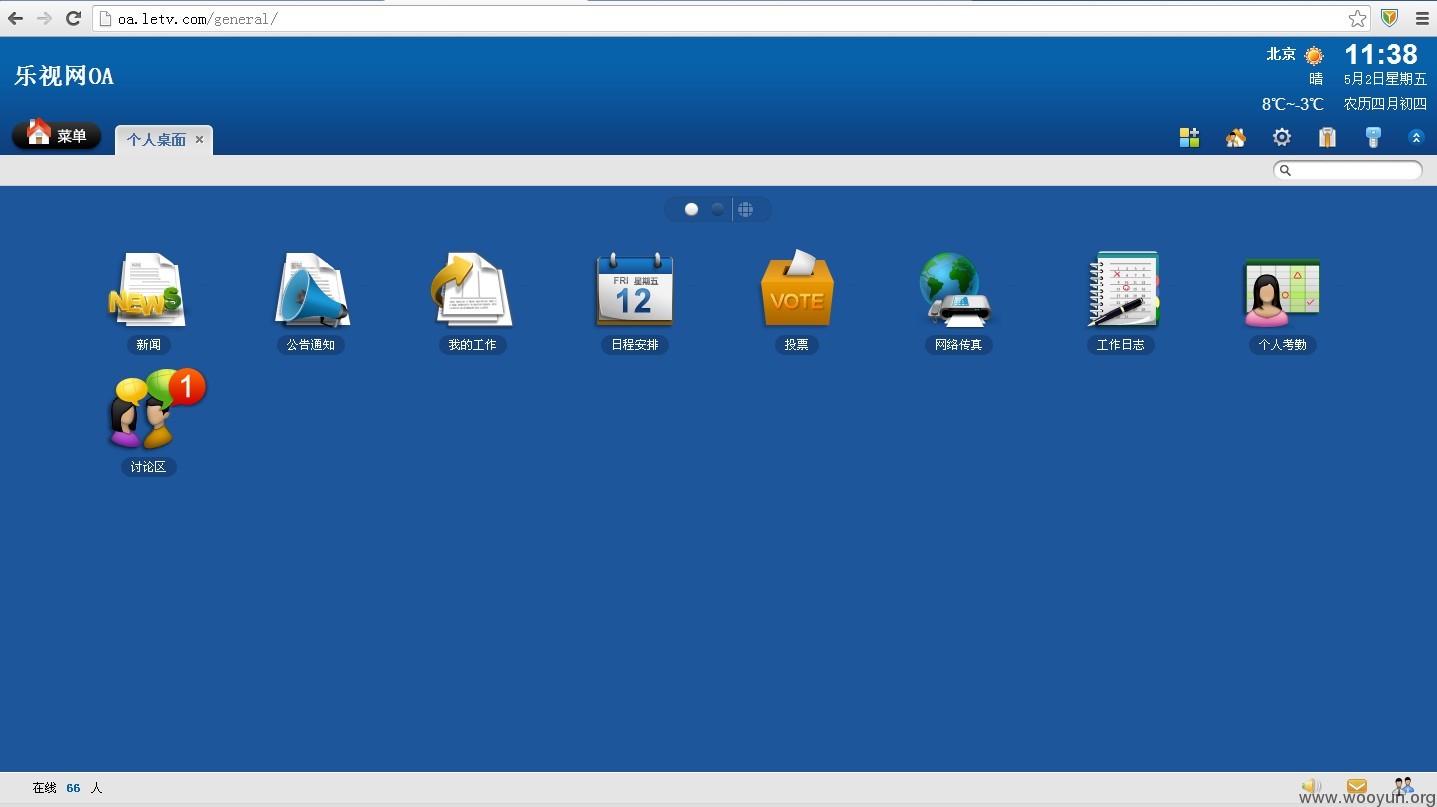 oa.letv.com/general/
乐视网OA
北京
11:38
晴
5月2日星期五
8℃~-3℃
农历四月初四
菜单
个人桌面
NEWS
FRI 星期五
12
VOTE
新闻
公告通知
我的工作
日程安排
投票
网络传真
工作日志
个人考勤
1
讨论区
在线 66 人
www.wooyun.org